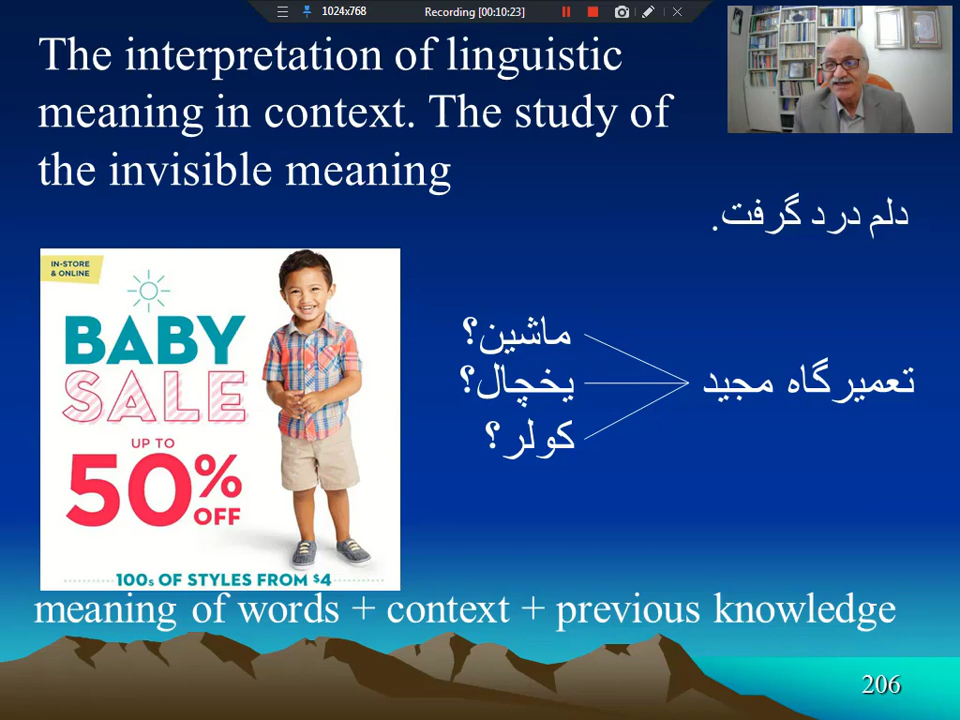 1024x768
Recording [00:10:23]
The interpretation of linguistic
meaning in context. The study of
the invisible meaning
دلم درد گرفت.
IN-STORE
& ONLINE
BABY
SALE
UP TO
50% OFF
100s OF STYLES FROM $4
ماشین؟
یخچال؟
کولر؟
تعمیرگاه مجید
meaning of words + context + previous knowledge
206